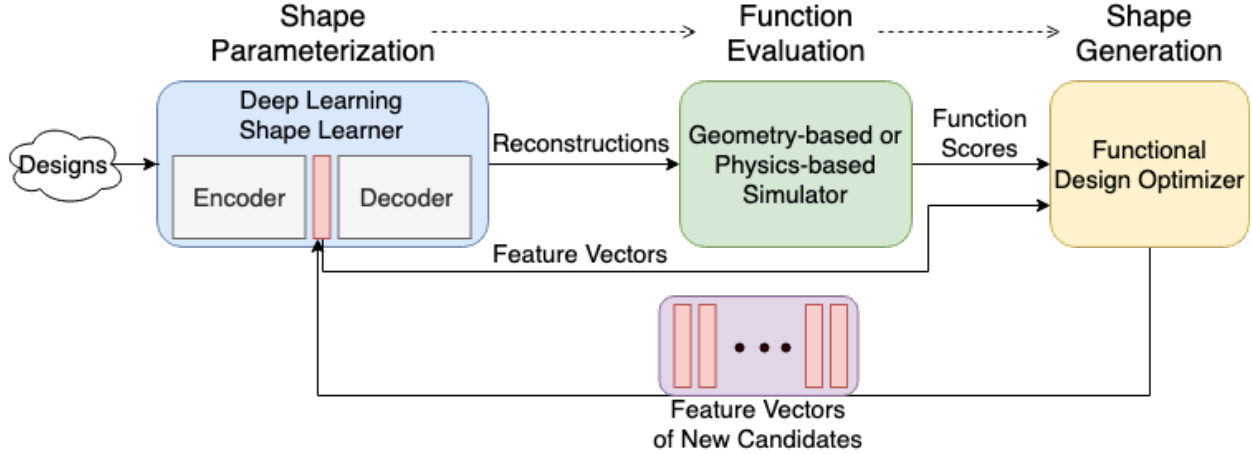 Shape
Parameterization
Function
Evaluation
Shape
Generation
Deep Learning
Shape Learner
Designs
Encoder
Decoder
Reconstructions
Geometry-based or
Physics-based
Simulator
Function
Scores
Functional
Design Optimizer
Feature Vectors
Feature Vectors
of New Candidates